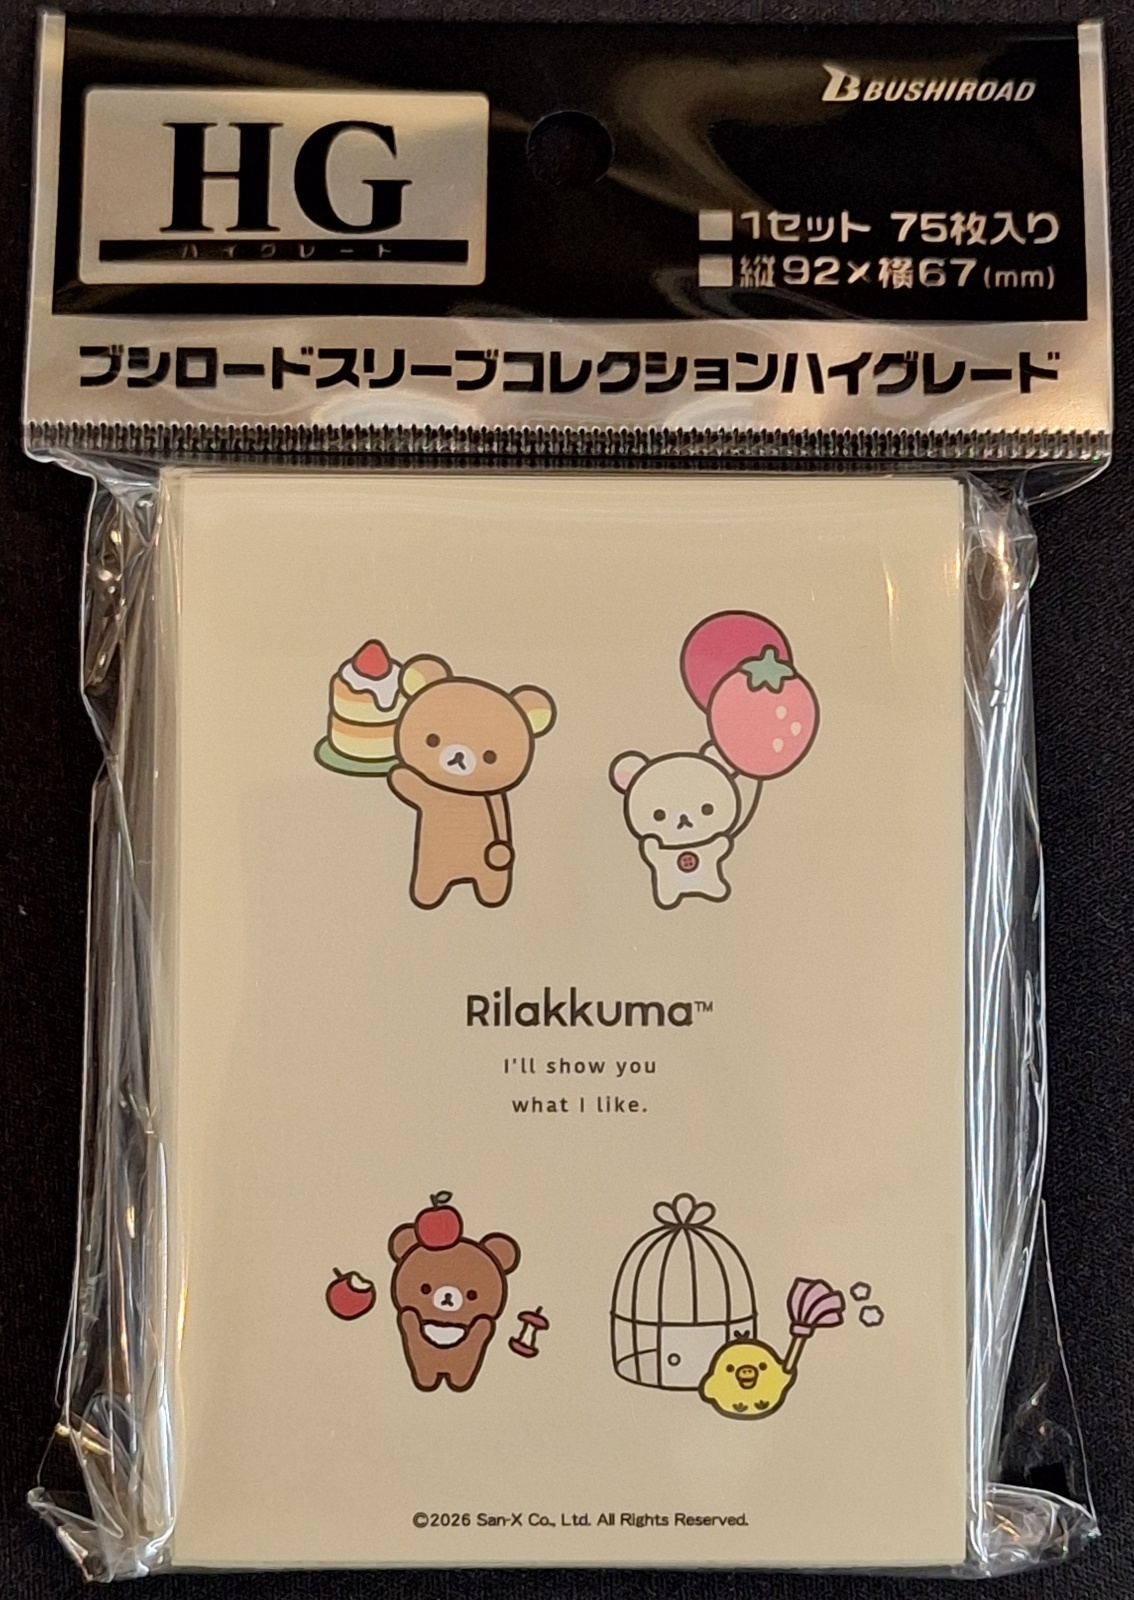 BUSHIROAD
HG
ハイグレード
■1セット 75枚入り
■縦92×横67(mm)
ブシロードスリーブコレクションハイグレード
Rilakkuma™
I'll show you
what I like.
©2026 San-X Co., Ltd. All Rights Reserved.